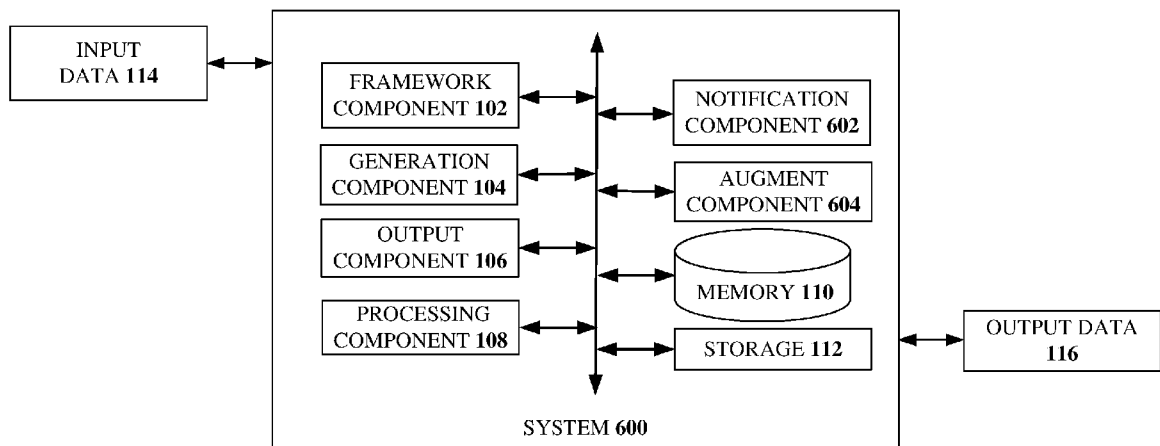 INPUT
DATA 114
FRAMEWORK
COMPONENT 102
GENERATION
COMPONENT 104
OUTPUT
COMPONENT 106
PROCESSING
COMPONENT 108
NOTIFICATION
COMPONENT 602
AUGMENT
COMPONENT 604
MEMORY 110
STORAGE 112
SYSTEM 600
OUTPUT DATA
116